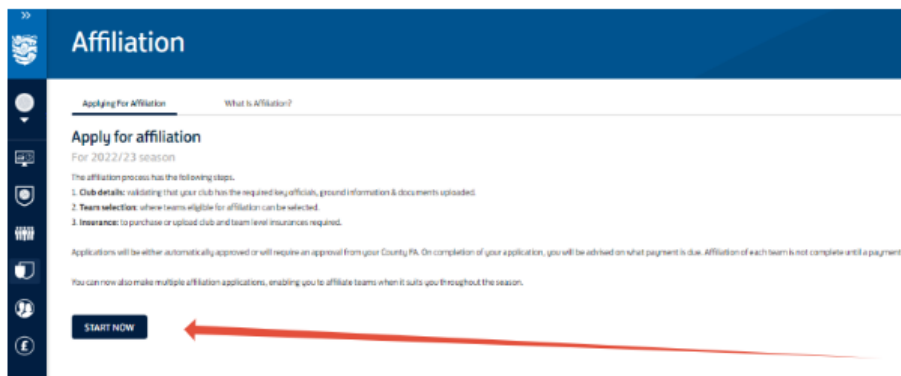 Affiliation
Applying For Affiliation What Is Affiliation?
Apply for affiliation
For 2022/23 season
The affiliation process has the following steps.
1. Club details: validating that your club has the required key officials, ground information & documents uploaded.
2. Team selection: where teams eligible for affiliation can be selected.
3. Insurance: to purchase or upload club and team level insurances required.
Applications will be either automatically approved or will require an approval from your County FA. On completion of your application, you will be advised on what payment is due. Affiliation of each team is not complete until a payment
You can now also make multiple affiliation applications, enabling you to affiliate teams when it suits you throughout the season.
START NOW